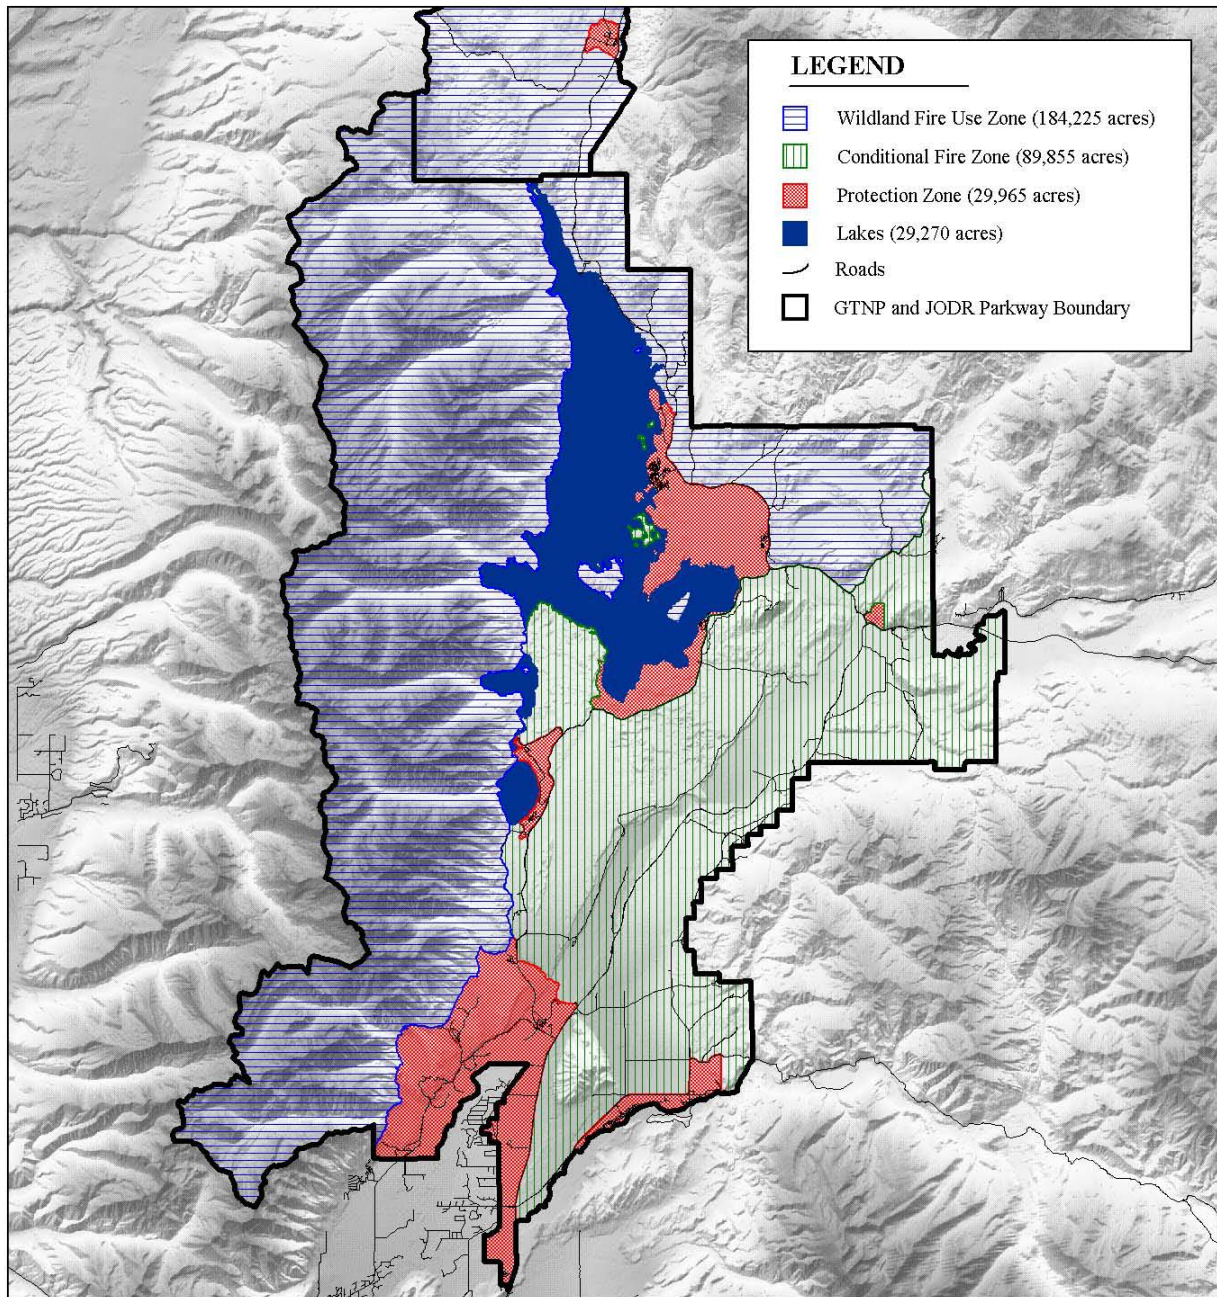 LEGEND
Wildland Fire Use Zone (184,225 acres)
Conditional Fire Zone (89,855 acres)
Protection Zone (29,965 acres)
Lakes (29,270 acres)
Roads
GTNP and JODR Parkway Boundary